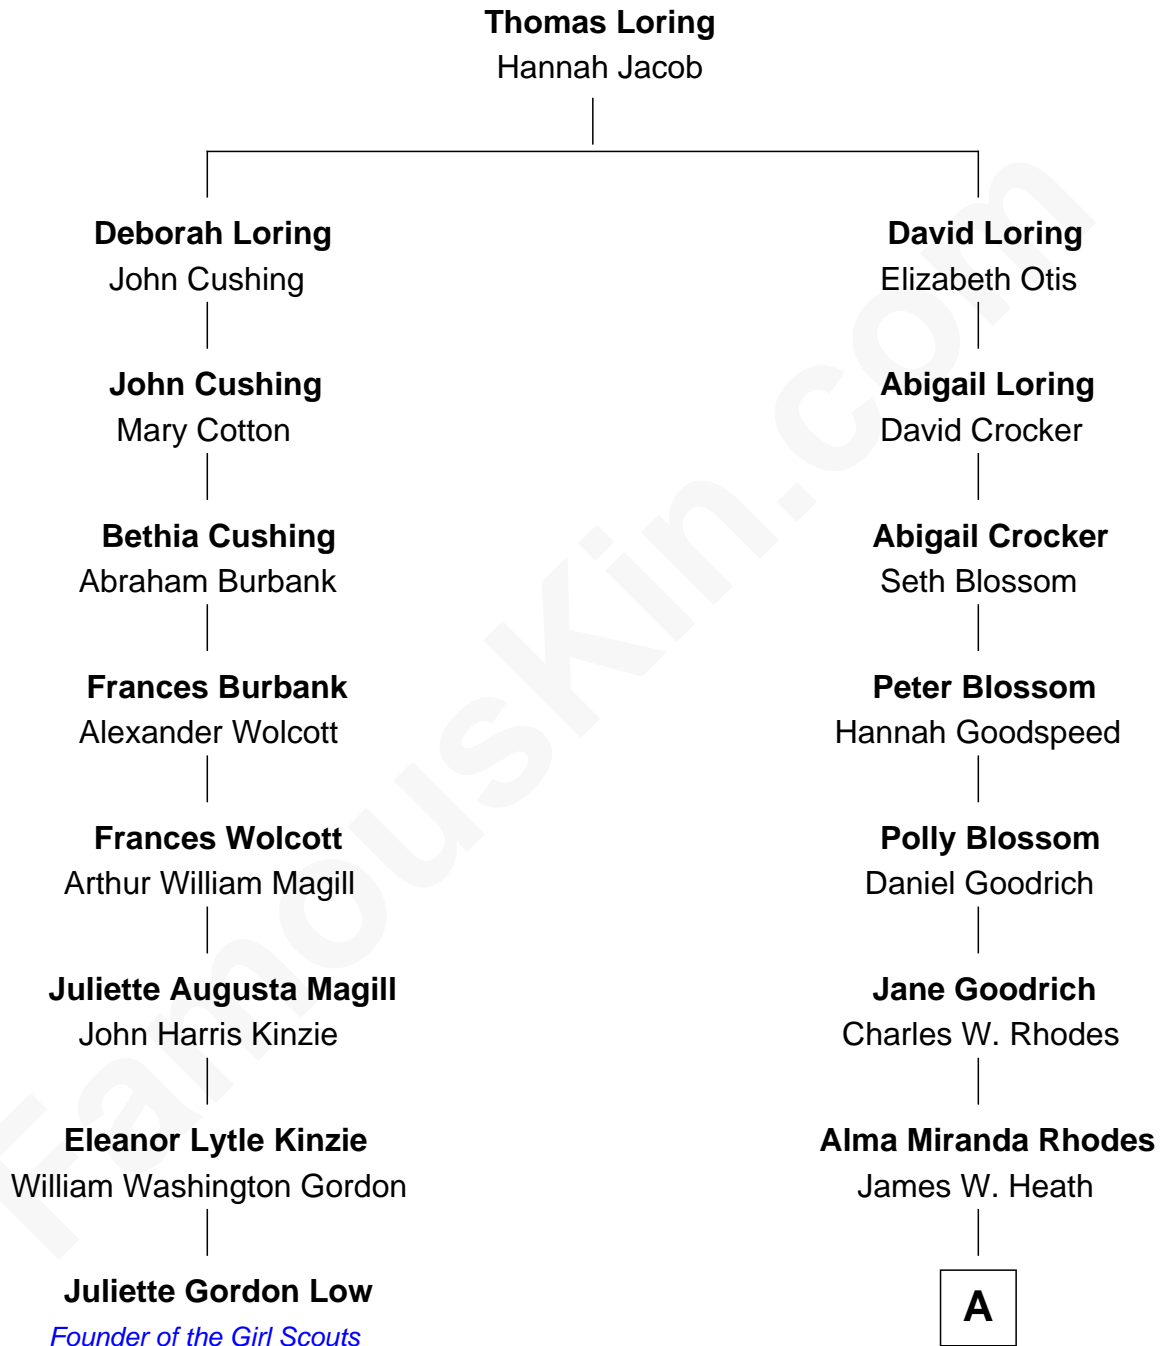 Thomas Loring
Hannah Jacob
Deborah Loring
John Cushing
David Loring
Elizabeth Otis
John Cushing
Mary Cotton
Abigail Loring
David Crocker
Bethia Cushing
Abraham Burbank
Abigail Crocker
Seth Blossom
Frances Burbank
Alexander Wolcott
Peter Blossom
Hannah Goodspeed
Frances Wolcott
Arthur William Magill
Polly Blossom
Daniel Goodrich
Juliette Augusta Magill
John Harris Kinzie
Jane Goodrich
Charles W. Rhodes
Eleanor Lytle Kinzie
William Washington Gordon
Alma Miranda Rhodes
James W. Heath
Juliette Gordon Low
Founder of the Girl Scouts
A
FamousKin.com